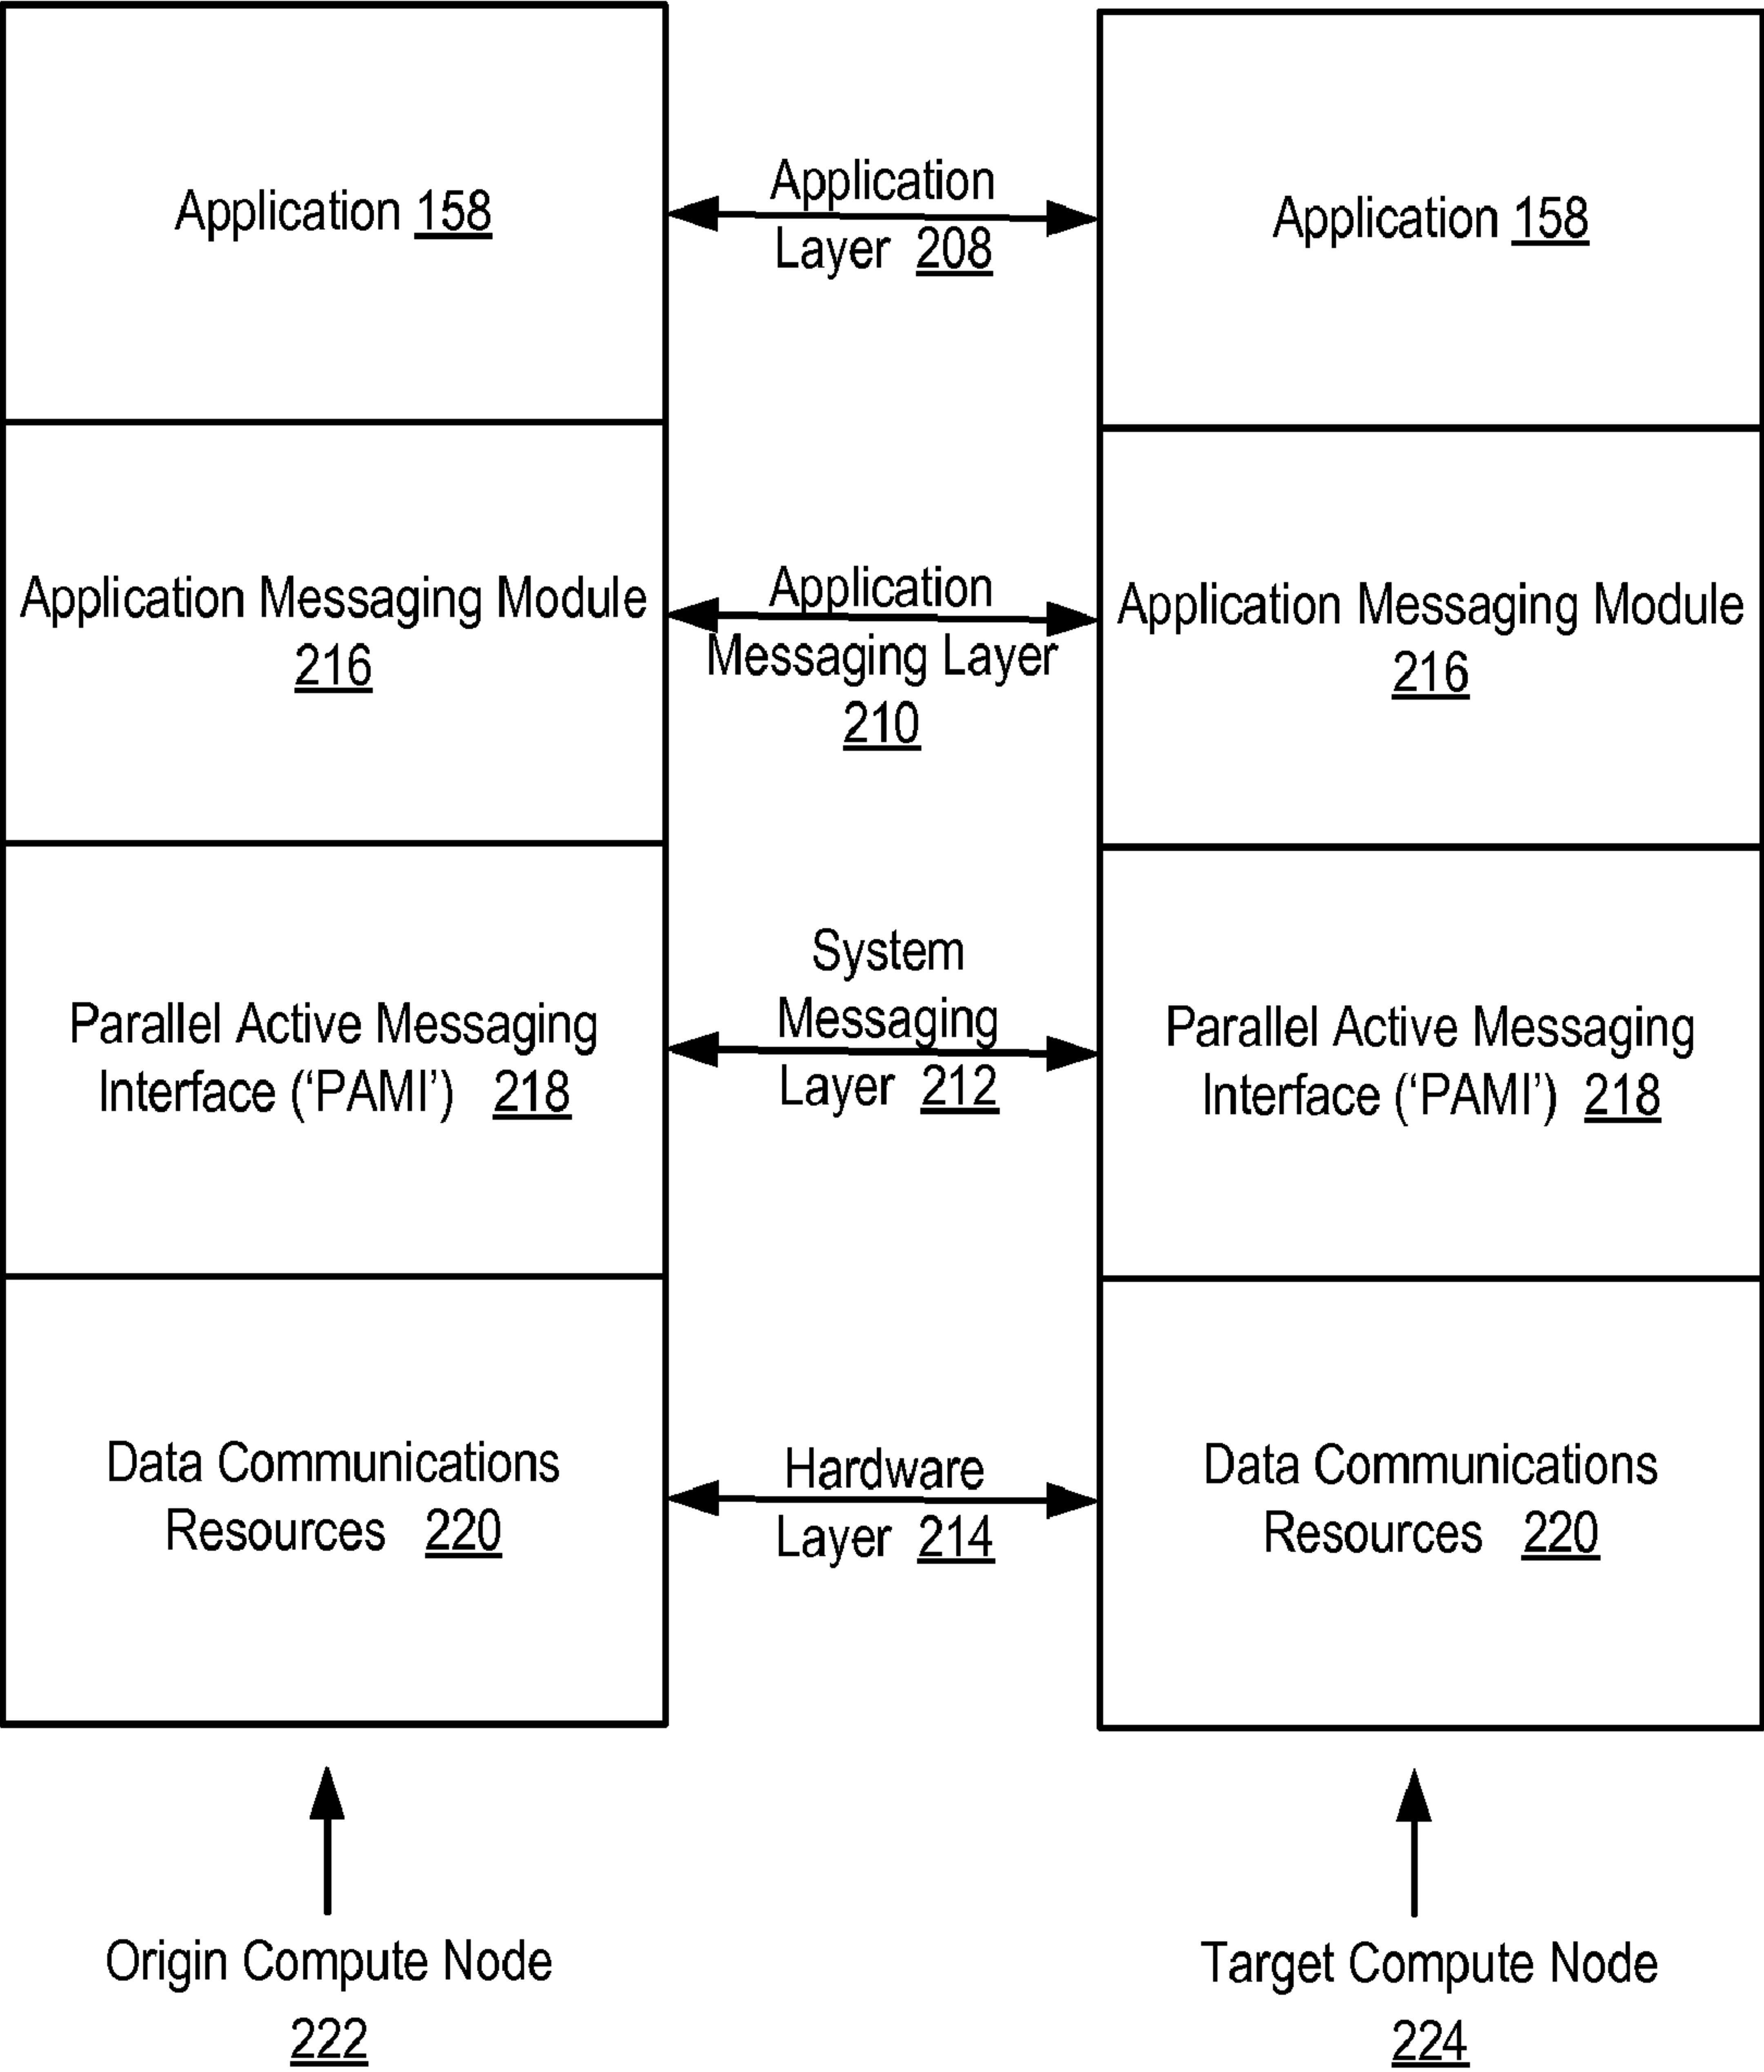 Application 158
Application
Layer 208
Application 158
Application Messaging Module
216
Application
Messaging Layer
210
Application Messaging Module
216
Parallel Active Messaging
Interface (‘PAMI’) 218
System
Messaging
Layer 212
Parallel Active Messaging
Interface (‘PAMI’) 218
Data Communications
Resources 220
Hardware
Layer 214
Data Communications
Resources 220
Origin Compute Node
222
Target Compute Node
224